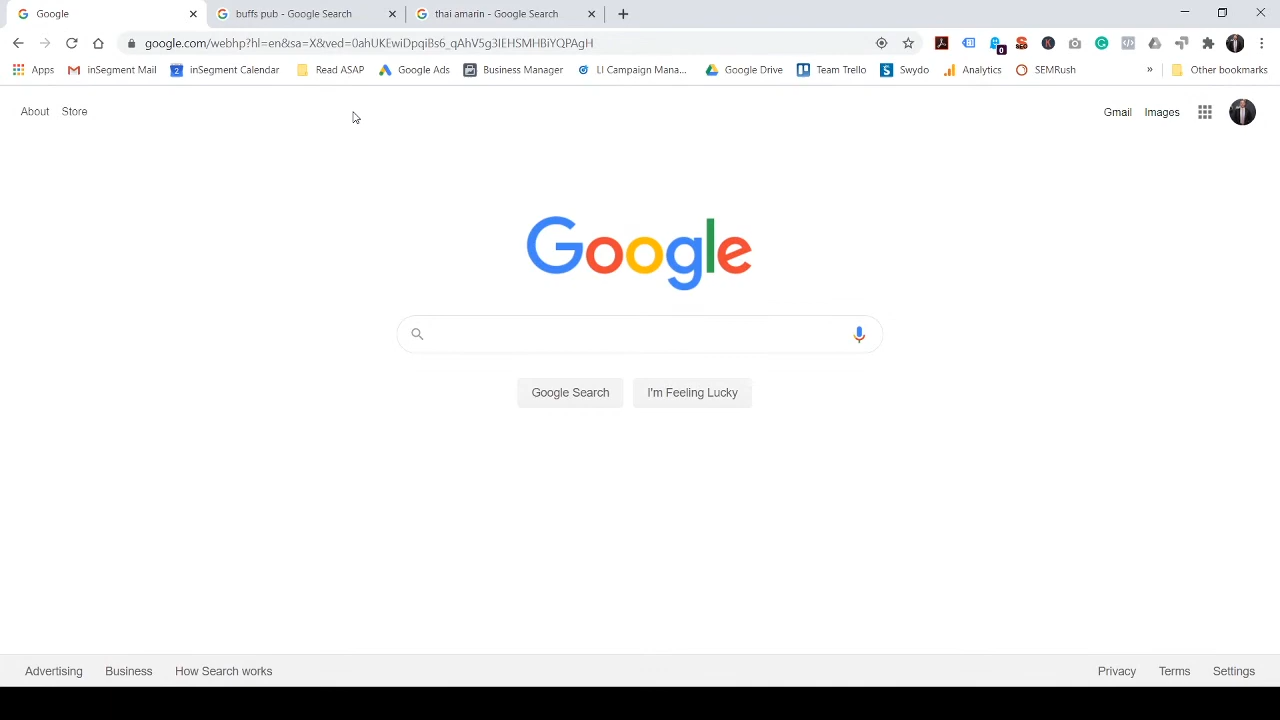 Google buffs pub - Google Search thai amarin - Google Search
google.com/webhp?hl=en&sa=X&ved=0ahUKEwiDpqiBs6_qAhV5g3IEHSMHBiYQPAgH
Apps inSegment Mail 2 inSegment Calendar Read ASAP Google Ads Business Manager LI Campaign Mana... Google Drive Team Trello Swydo Analytics SEMRush » Other bookmarks
About Store Gmail Images
Google
Google Search I'm Feeling Lucky
Advertising Business How Search works Privacy Terms Settings